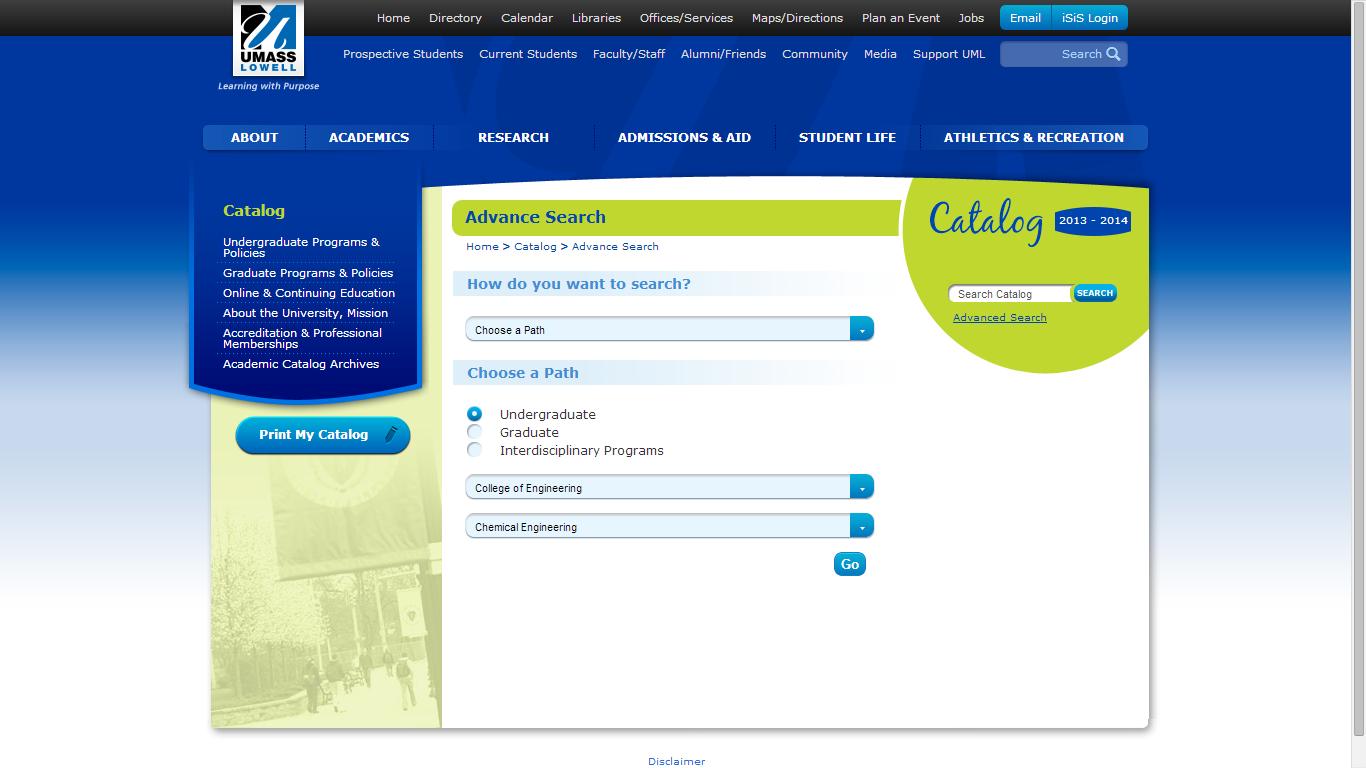 Home Directory Calendar Libraries Offices/Services Maps/Directions Plan an Event Jobs Email iSiS Login
UMASS
LOWELL
Learning with Purpose
Prospective Students Current Students Faculty/Staff Alumni/Friends Community Media Support UML Search
ABOUT ACADEMICS RESEARCH ADMISSIONS & AID STUDENT LIFE ATHLETICS & RECREATION
Catalog
Undergraduate Programs &
Policies
Graduate Programs & Policies
Online & Continuing Education
About the University, Mission
Accreditation & Professional
Memberships
Academic Catalog Archives
Print My Catalog
Advance Search
Home > Catalog > Advance Search
How do you want to search?
Choose a Path
Choose a Path
Undergraduate
Graduate
Interdisciplinary Programs
College of Engineering
Chemical Engineering
Go
Catalog 2013 - 2014
Search Catalog SEARCH
Advanced Search
Disclaimer